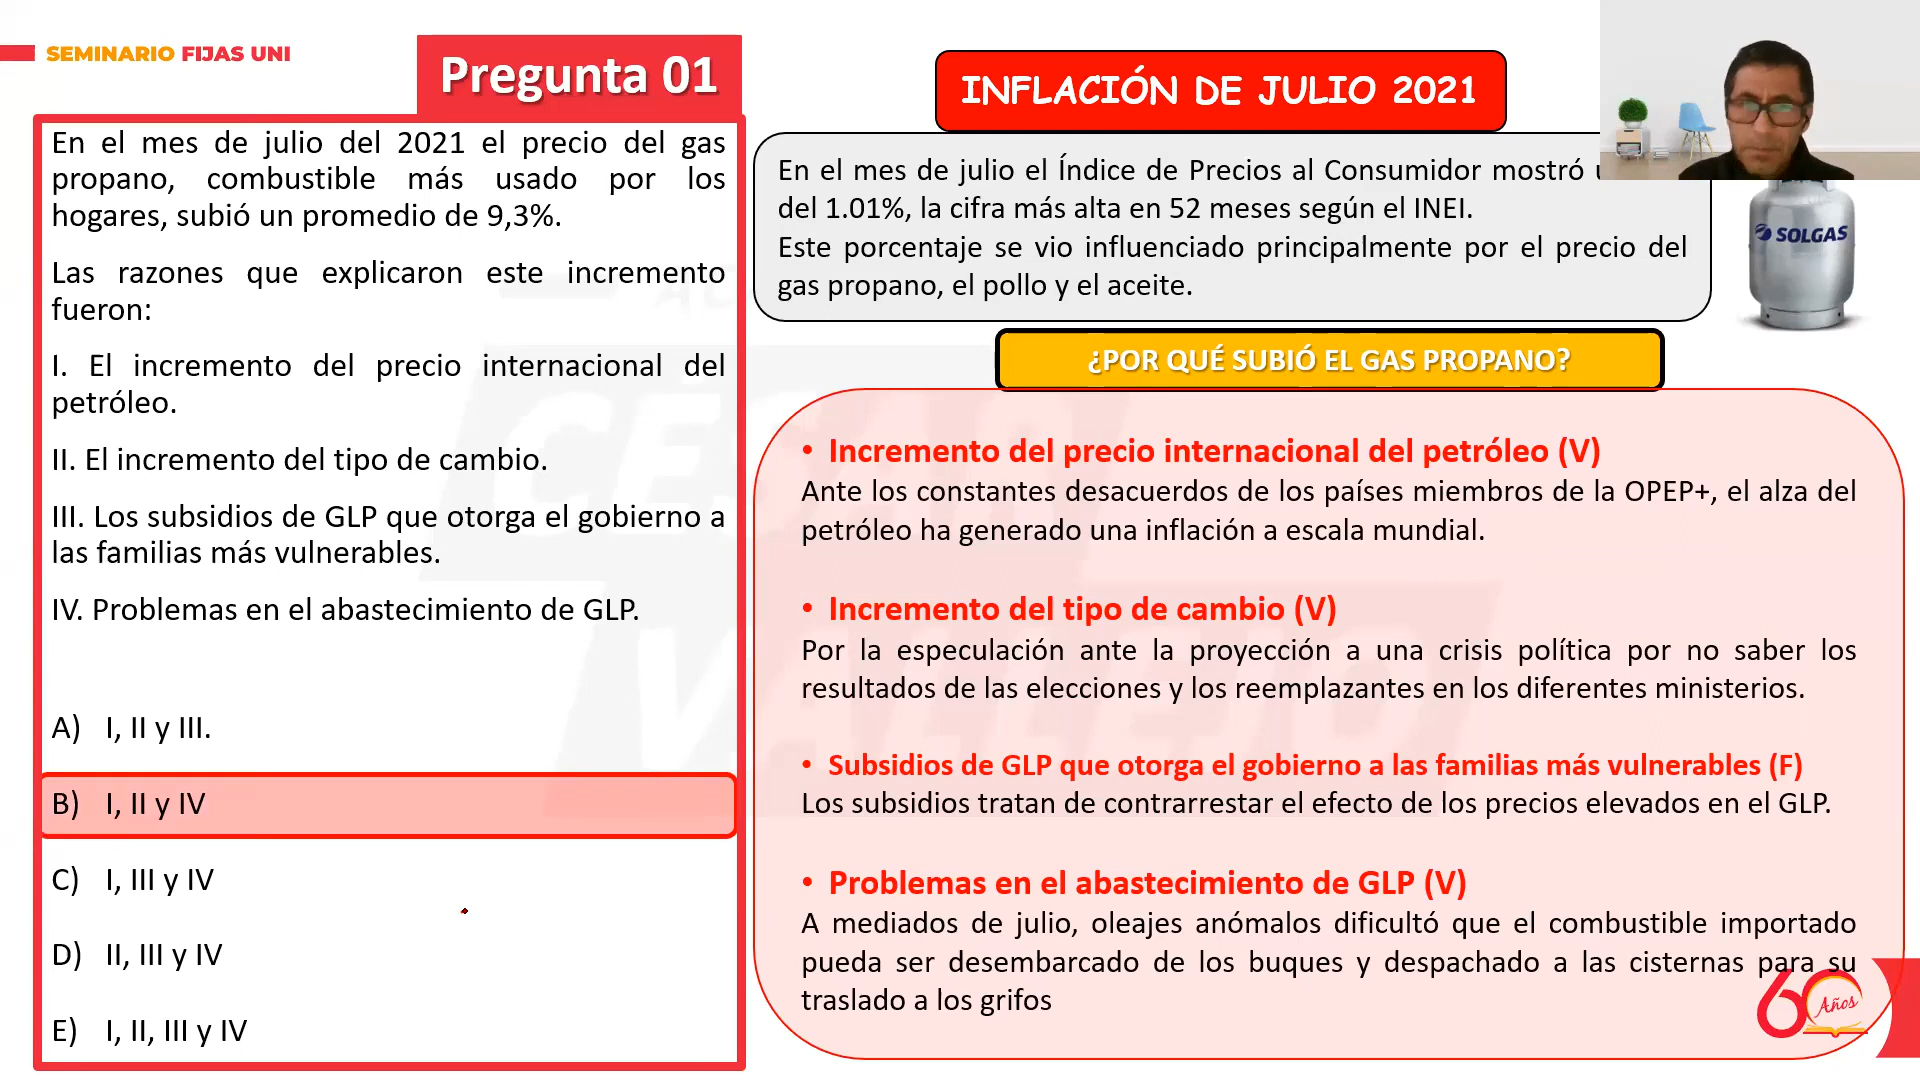 SEMINARIO FIJAS UNI
Pregunta 01
En el mes de julio del 2021 el precio del gas
propano, combustible más usado por los
hogares, subió un promedio de 9,3%.
Las razones que explicaron este incremento
fueron:
I. El incremento del precio internacional del
petróleo.
II. El incremento del tipo de cambio.
III. Los subsidios de GLP que otorga el gobierno a
las familias más vulnerables.
IV. Problemas en el abastecimiento de GLP.
A) I, II y III.
B) I, II y IV
C) I, III y IV
D) II, III y IV
E) I, II, III y IV
INFLACIÓN DE JULIO 2021
En el mes de julio el Índice de Precios al Consumidor mostró
del 1.01%, la cifra más alta en 52 meses según el INEI.
Este porcentaje se vio influenciado principalmente por el precio del
gas propano, el pollo y el aceite.
SOLGAS
¿POR QUÉ SUBIÓ EL GAS PROPANO?
• Incremento del precio internacional del petróleo (V)
Ante los constantes desacuerdos de los países miembros de la OPEP+, el alza del
petróleo ha generado una inflación a escala mundial.
• Incremento del tipo de cambio (V)
Por la especulación ante la proyección a una crisis política por no saber los
resultados de las elecciones y los reemplazantes en los diferentes ministerios.
• Subsidios de GLP que otorga el gobierno a las familias más vulnerables (F)
Los subsidios tratan de contrarrestar el efecto de los precios elevados en el GLP.
• Problemas en el abastecimiento de GLP (V)
A mediados de julio, oleajes anómalos dificultó que el combustible importado
pueda ser desembarcado de los buques y despachado a las cisternas para su
traslado a los grifos
60 Años
CÉSAR
VALLEJO